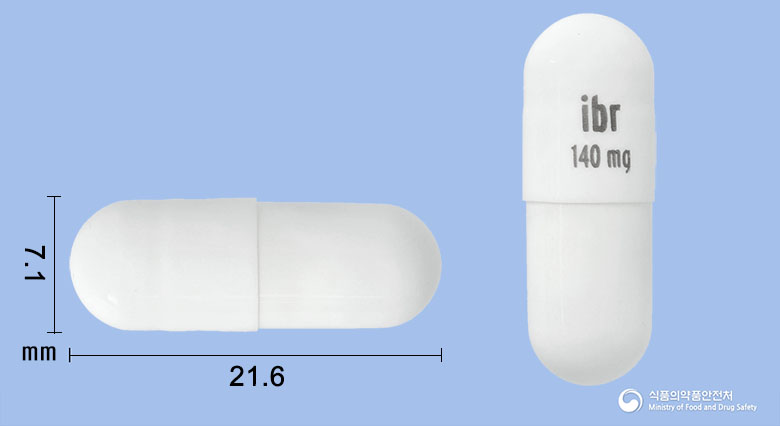 ibr
140 mg
7.1
mm
21.6
식품의약품안전처
Ministry of Food and Drug Safety